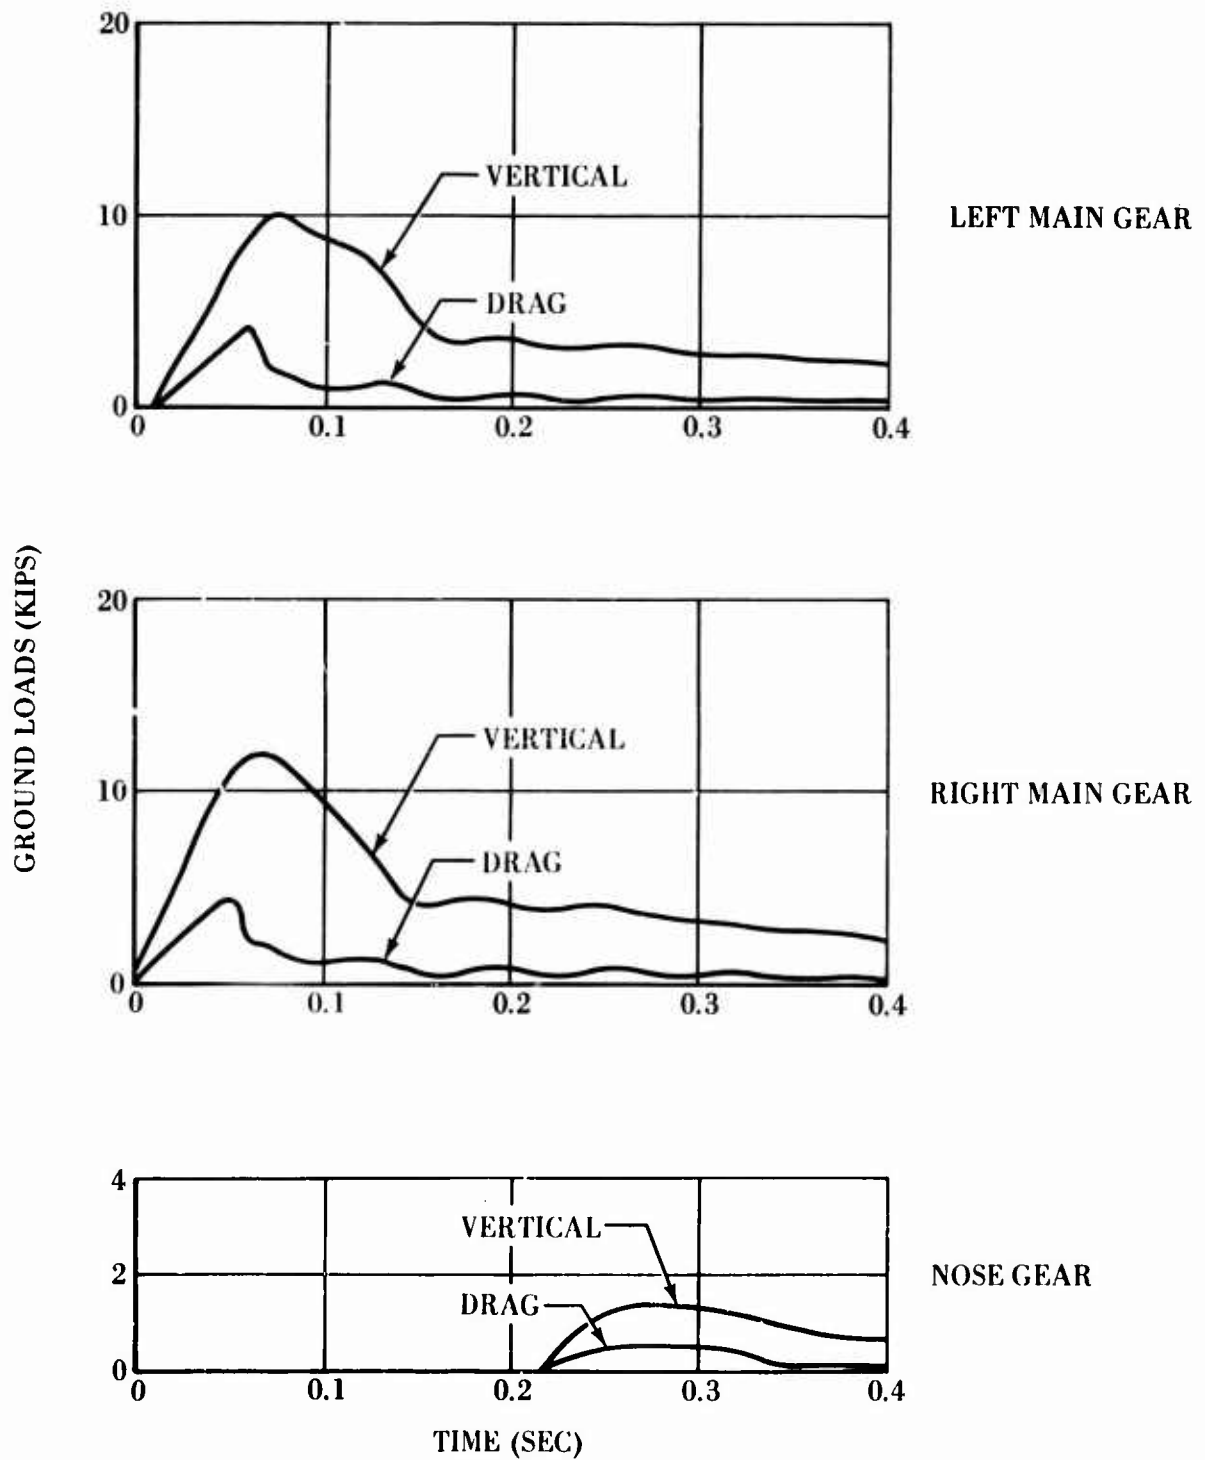 20
VERTICAL
10
LEFT MAIN GEAR
DRAG
0
0 0.1 0.2 0.3 0.4
GROUND LOADS (KIPS)
20
VERTICAL
10
RIGHT MAIN GEAR
DRAG
0
0 0.1 0.2 0.3 0.4
4
VERTICAL
2
NOSE GEAR
DRAG
0
0 0.1 0.2 0.3 0.4
TIME (SEC)